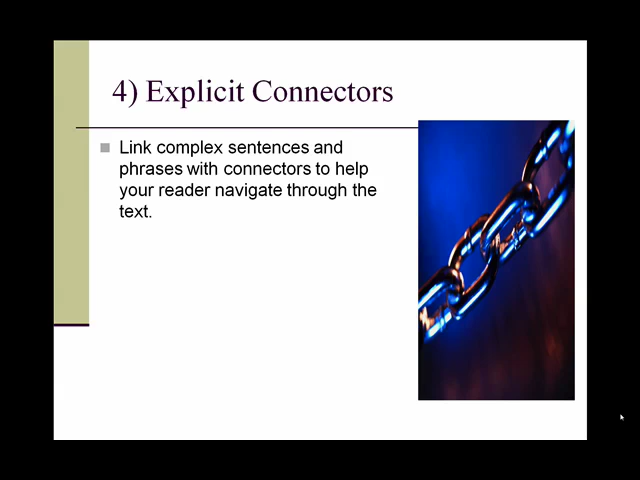 4) Explicit Connectors
Link complex sentences and
phrases with connectors to help
your reader navigate through the
text.